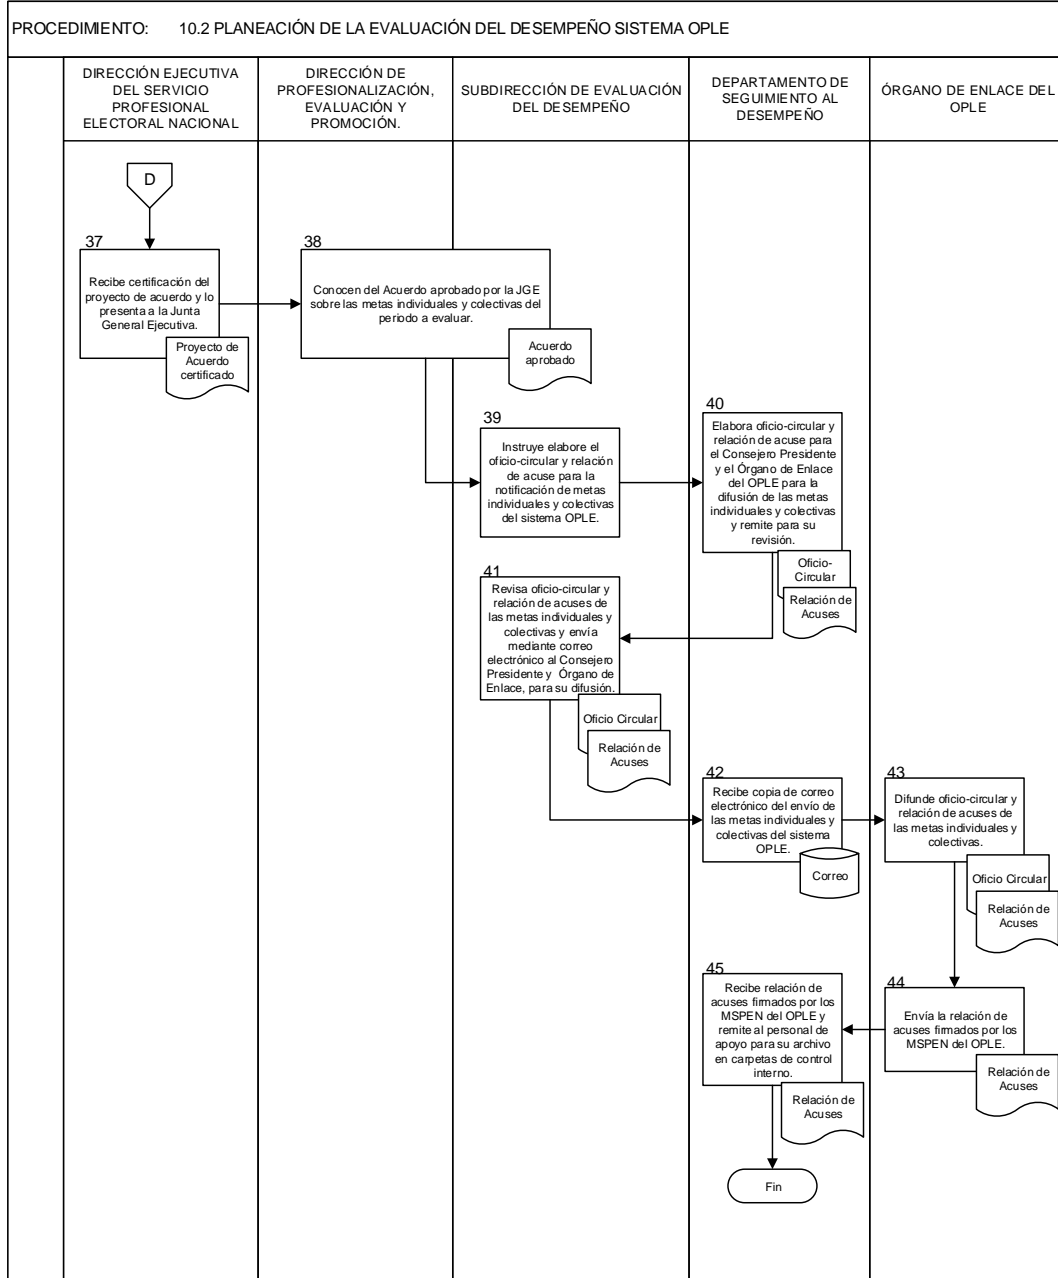 PROCEDIMIENTO: 10.2 PLANEACIÓN DE LA EVALUACIÓN DEL DESEMPEÑO SISTEMA OPLE
DIRECCIÓN EJECUTIVA
DEL SERVICIO
PROFESIONAL
ELECTORAL NACIONAL
DIRECCIÓN DE
PROFESIONALIZACIÓN,
EVALUACIÓN Y
PROMOCIÓN.
SUBDIRECCIÓN DE EVALUACIÓN
DEL DESEMPEÑO
DEPARTAMENTO DE
SEGUIMIENTO AL
DESEMPEÑO
ÓRGANO DE ENLACE DEL
OPLE
D
37
Recibe certificación del
proyecto de acuerdo y lo
presenta a la Junta
General Ejecutiva.
Proyecto de
Acuerdo
certificado
38
Conocen del Acuerdo aprobado por la JGE
sobre las metas individuales y colectivas del
periodo a evaluar.
Acuerdo
aprobado
39
Instruye elabore el
oficio-circular y relación
de acuse para la
notificación de metas
individuales y colectivas
del sistema OPLE.
40
Elabora oficio-circular y
relación de acuse para
el Consejero Presidente
y el Órgano de Enlace
del OPLE para la
difusión de las metas
individuales y colectivas
y remite para su
revisión.
Oficio-
Circular
Relación de
Acuses
41
Revisa oficio-circular y
relación de acuses de
las metas individuales y
colectivas y envía
mediante correo
electrónico al Consejero
Presidente y Órgano de
Enlace, para su difusión.
Oficio Circular
Relación de
Acuses
42
Recibe copia de correo
electrónico del envío de
las metas individuales y
colectivas del sistema
OPLE.
Correo
43
Difunde oficio-circular y
relación de acuses de
las metas individuales y
colectivas.
Oficio Circular
Relación de
Acuses
44
Envía la relación de
acuses firmados por los
MSPEN del OPLE.
Relación de
Acuses
45
Recibe relación de
acuses firmados por los
MSPEN del OPLE y
remite al personal de
apoyo para su archivo
en carpetas de control
interno.
Relación de
Acuses
Fin